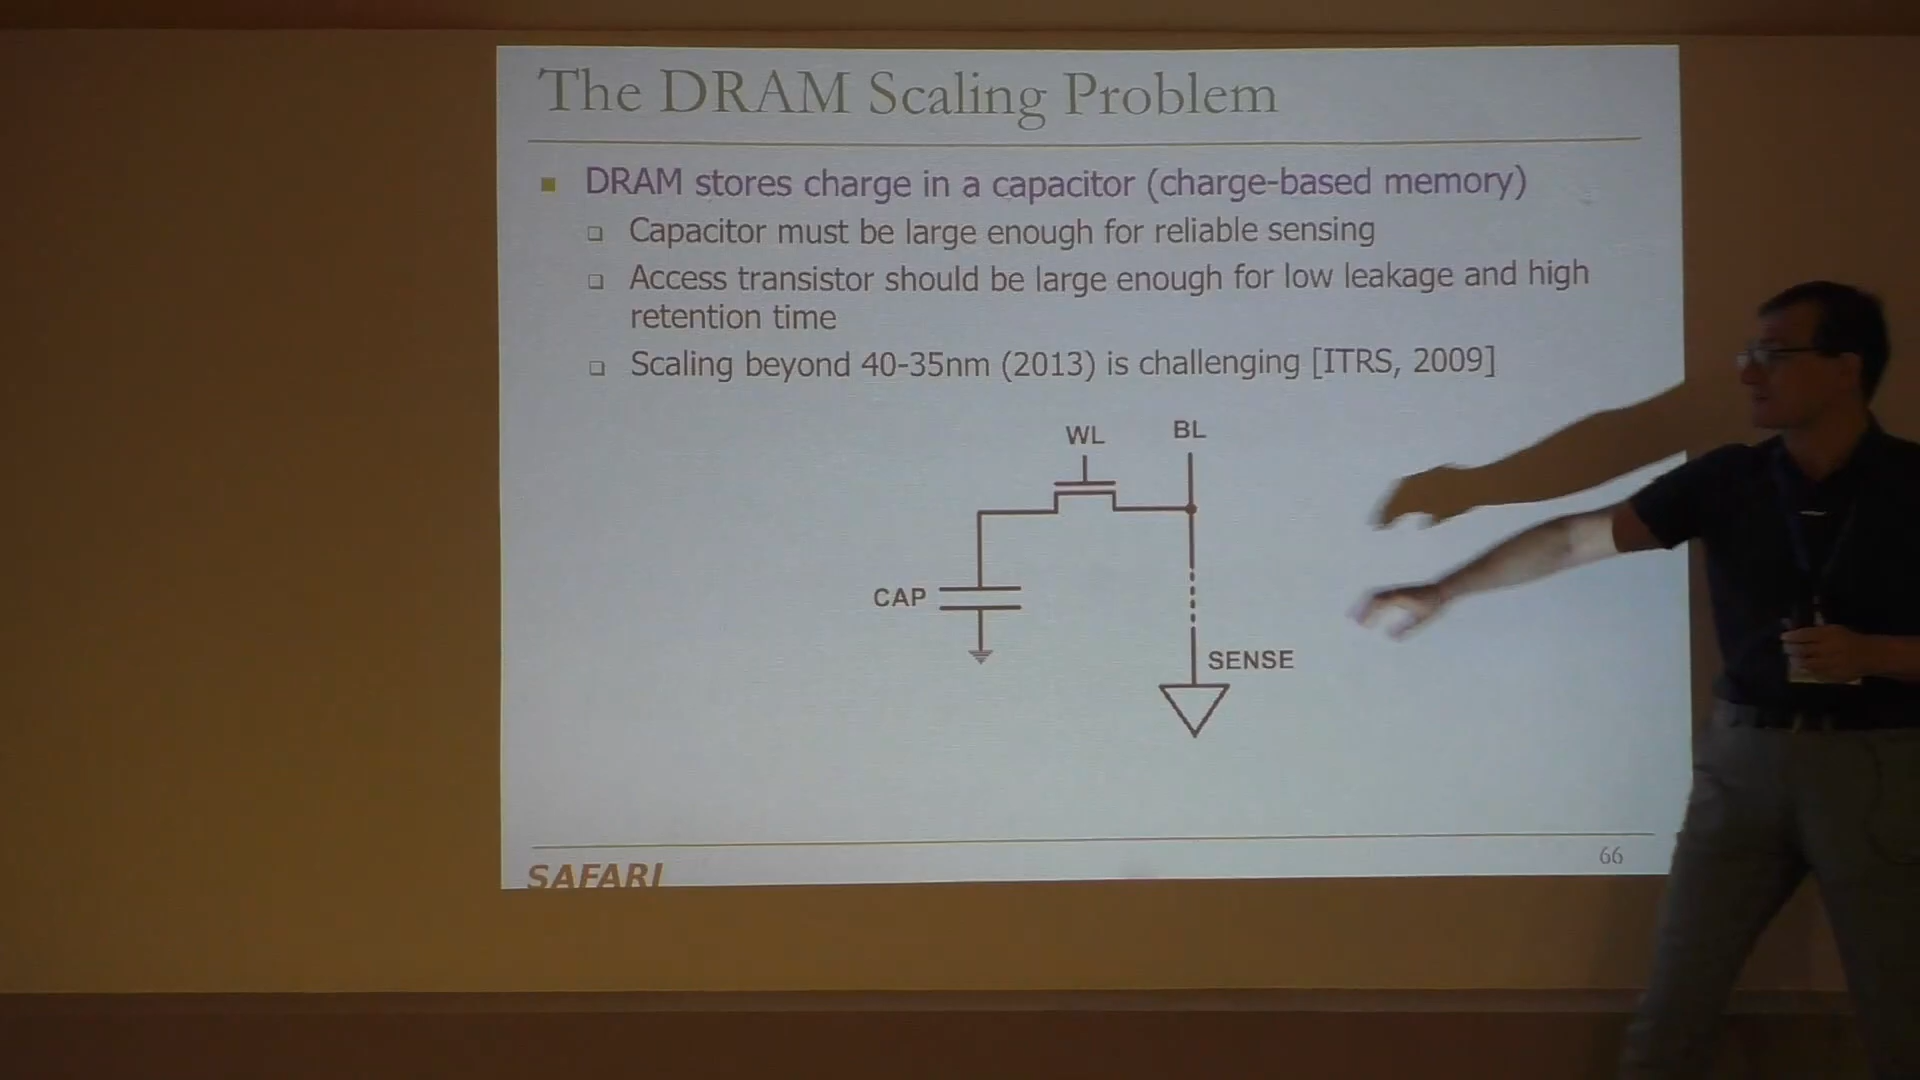 The DRAM Scaling Problem
DRAM stores charge in a capacitor (charge-based memory)
Capacitor must be large enough for reliable sensing
Access transistor should be large enough for low leakage and high
retention time
Scaling beyond 40-35nm (2013) is challenging [ITRS, 2009]
WL BL
CAP
SENSE
SAFARI
66